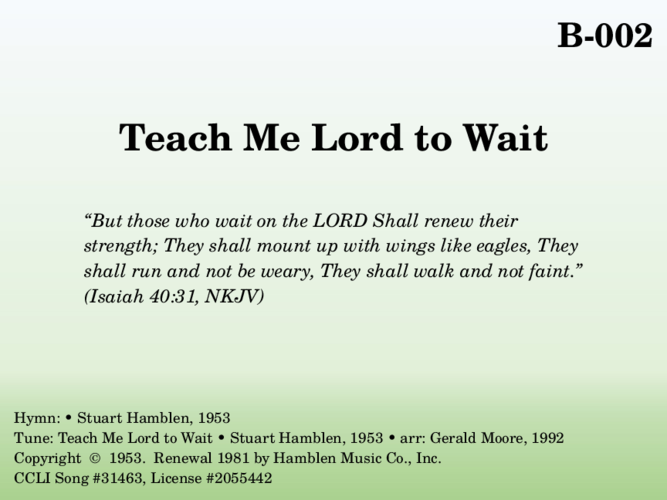 B-002
Teach Me Lord to Wait
“But those who wait on the LORD Shall renew their
strength; They shall mount up with wings like eagles, They
shall run and not be weary, They shall walk and not faint.”
(Isaiah 40:31, NKJV)
Hymn: • Stuart Hamblen, 1953
Tune: Teach Me Lord to Wait • Stuart Hamblen, 1953 • arr: Gerald Moore, 1992
Copyright © 1953. Renewal 1981 by Hamblen Music Co., Inc.
CCLI Song #31463, License #2055442